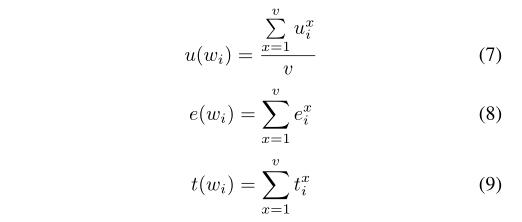 u(w_i) = \frac{\sum_{x=1}^{v} u_i^x}{v} (7)
e(w_i) = \sum_{x=1}^{v} e_i^x (8)
t(w_i) = \sum_{x=1}^{v} t_i^x (9)